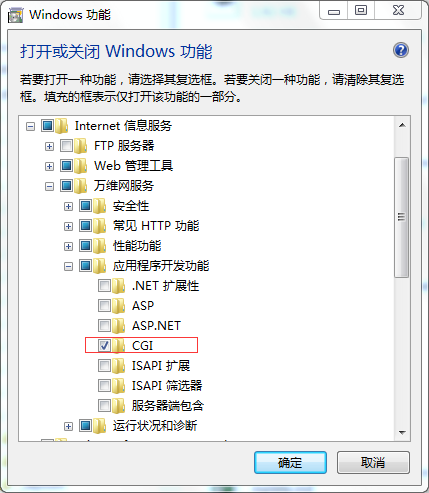 Windows 功能
打开或关闭 Windows 功能
若要打开一种功能，请选择其复选框。若要关闭一种功能，请清除其复选
框。填充的框表示仅打开该功能的一部分。
Internet 信息服务
FTP 服务器
Web 管理工具
万维网服务
安全性
常见 HTTP 功能
性能功能
应用程序开发功能
.NET 扩展性
ASP
ASP.NET
CGI
ISAPI 扩展
ISAPI 筛选器
服务器端包含
运行状况和诊断
确定
取消